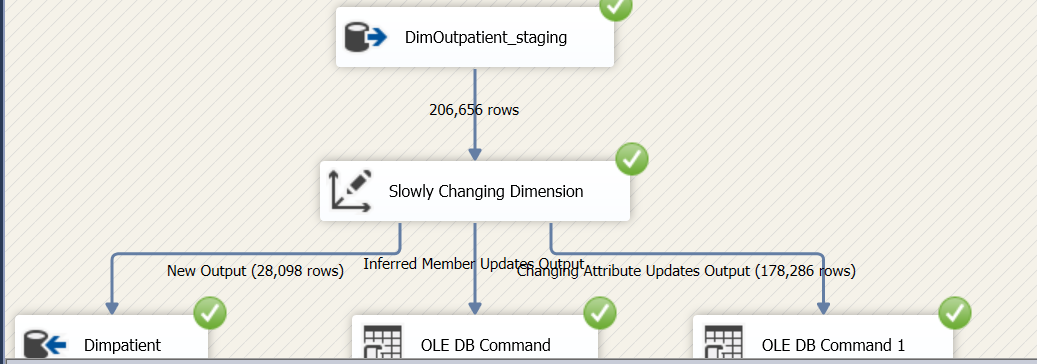 DimOutpatient_staging
206,656 rows
Slowly Changing Dimension
New Output (28,098 rows)
Inferred Member Updates Output
Changing Attribute Updates Output (178,286 rows)
Dimpatient
OLE DB Command
OLE DB Command 1